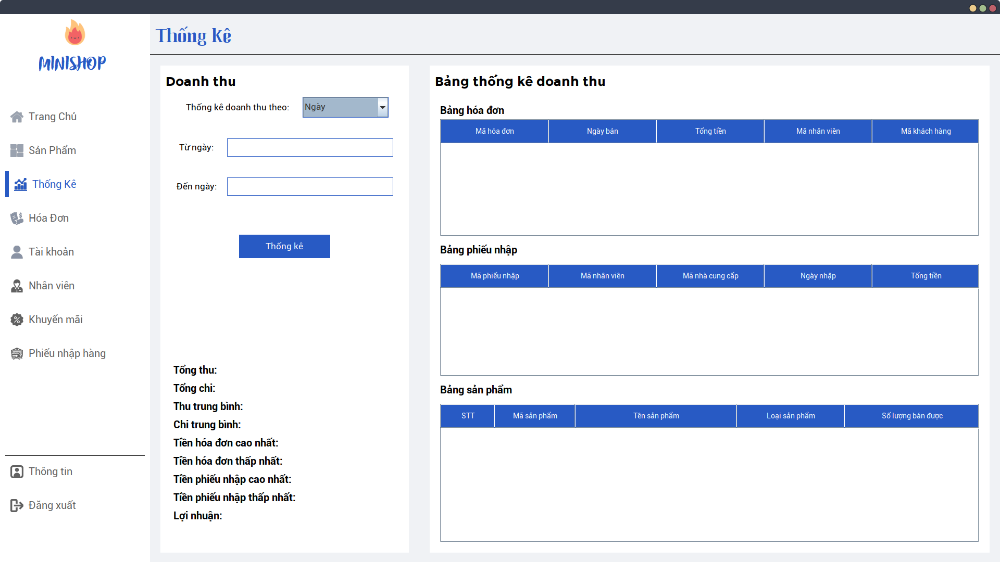 MINISHOP
Trang Chủ
Sản Phẩm
Thống Kê
Hóa Đơn
Tài khoản
Nhân viên
Khuyến mãi
Phiếu nhập hàng
Thông tin
Đăng xuất
Thống Kê
Doanh thu
Thống kê doanh thu theo: Ngày
Từ ngày:
Đến ngày:
Thống kê
Tổng thu:
Tổng chi:
Thu trung bình:
Chi trung bình:
Tiền hóa đơn cao nhất:
Tiền hóa đơn thấp nhất:
Tiền phiếu nhập cao nhất:
Tiền phiếu nhập thấp nhất:
Lợi nhuận:
Bảng thống kê doanh thu
Bảng hóa đơn
Mã hóa đơn Ngày bán Tổng tiền Mã nhân viên Mã khách hàng
Bảng phiếu nhập
Mã phiếu nhập Mã nhân viên Mã nhà cung cấp Ngày nhập Tổng tiền
Bảng sản phẩm
STT Mã sản phẩm Tên sản phẩm Loại sản phẩm Số lượng bán được